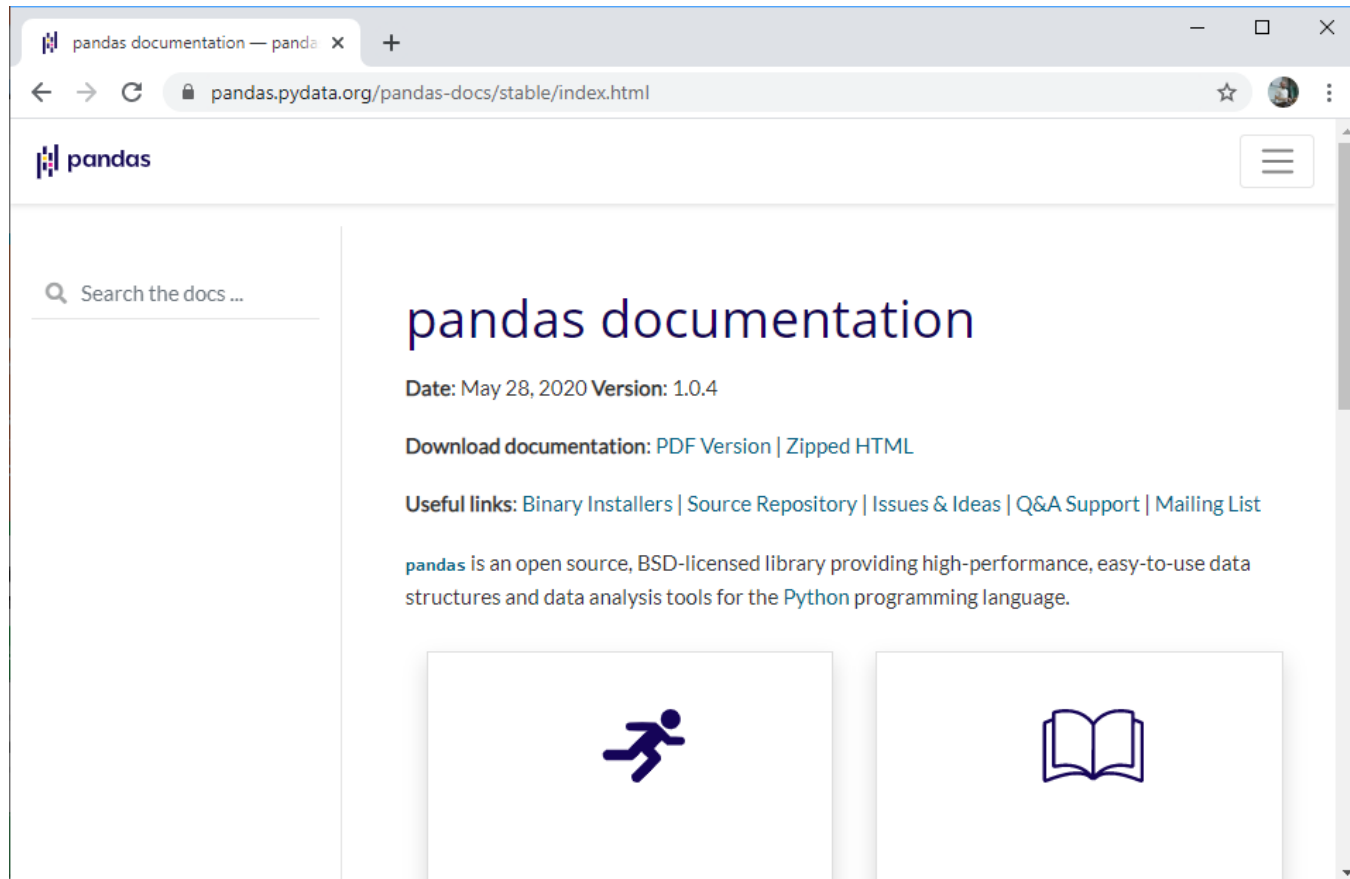 pandas documentation — panda
pandas.pydata.org/pandas-docs/stable/index.html
pandas
Search the docs ...
pandas documentation
Date: May 28, 2020 Version: 1.0.4
Download documentation: PDF Version | Zipped HTML
Useful links: Binary Installers | Source Repository | Issues & Ideas | Q&A Support | Mailing List
pandas is an open source, BSD-licensed library providing high-performance, easy-to-use data
structures and data analysis tools for the Python programming language.